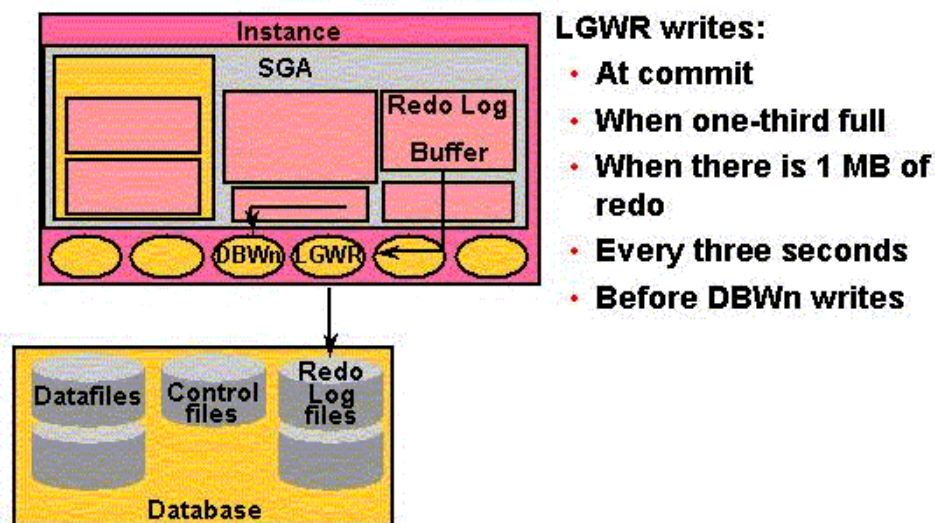 Instance
SGA
Redo Log
Buffer
DBWn
LGWR
Datafiles
Control
files
Redo
Log
files
Database
LGWR writes:
• At commit
• When one-third full
• When there is 1 MB of
redo
• Every three seconds
• Before DBWn writes